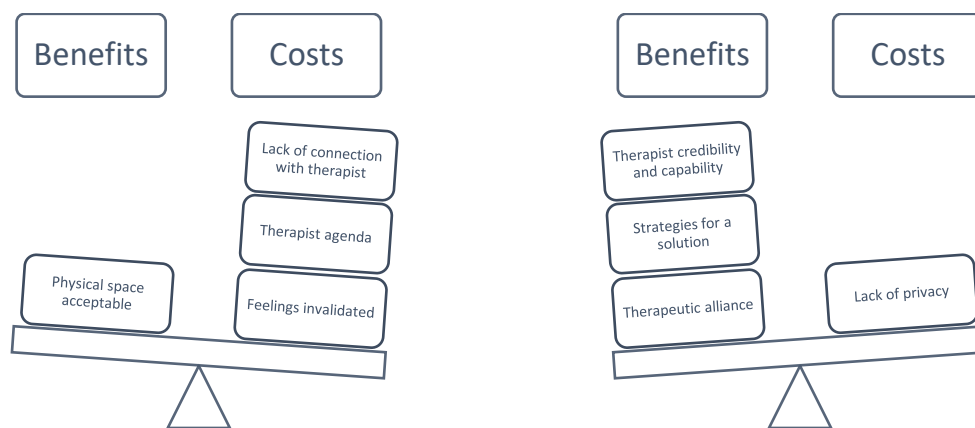 Benefits
Costs
Lack of connection
with therapist
Therapist agenda
Physical space
acceptable
Feelings invalidated
Benefits
Costs
Therapist credibility
and capability
Strategies for a
solution
Therapeutic alliance
Lack of privacy